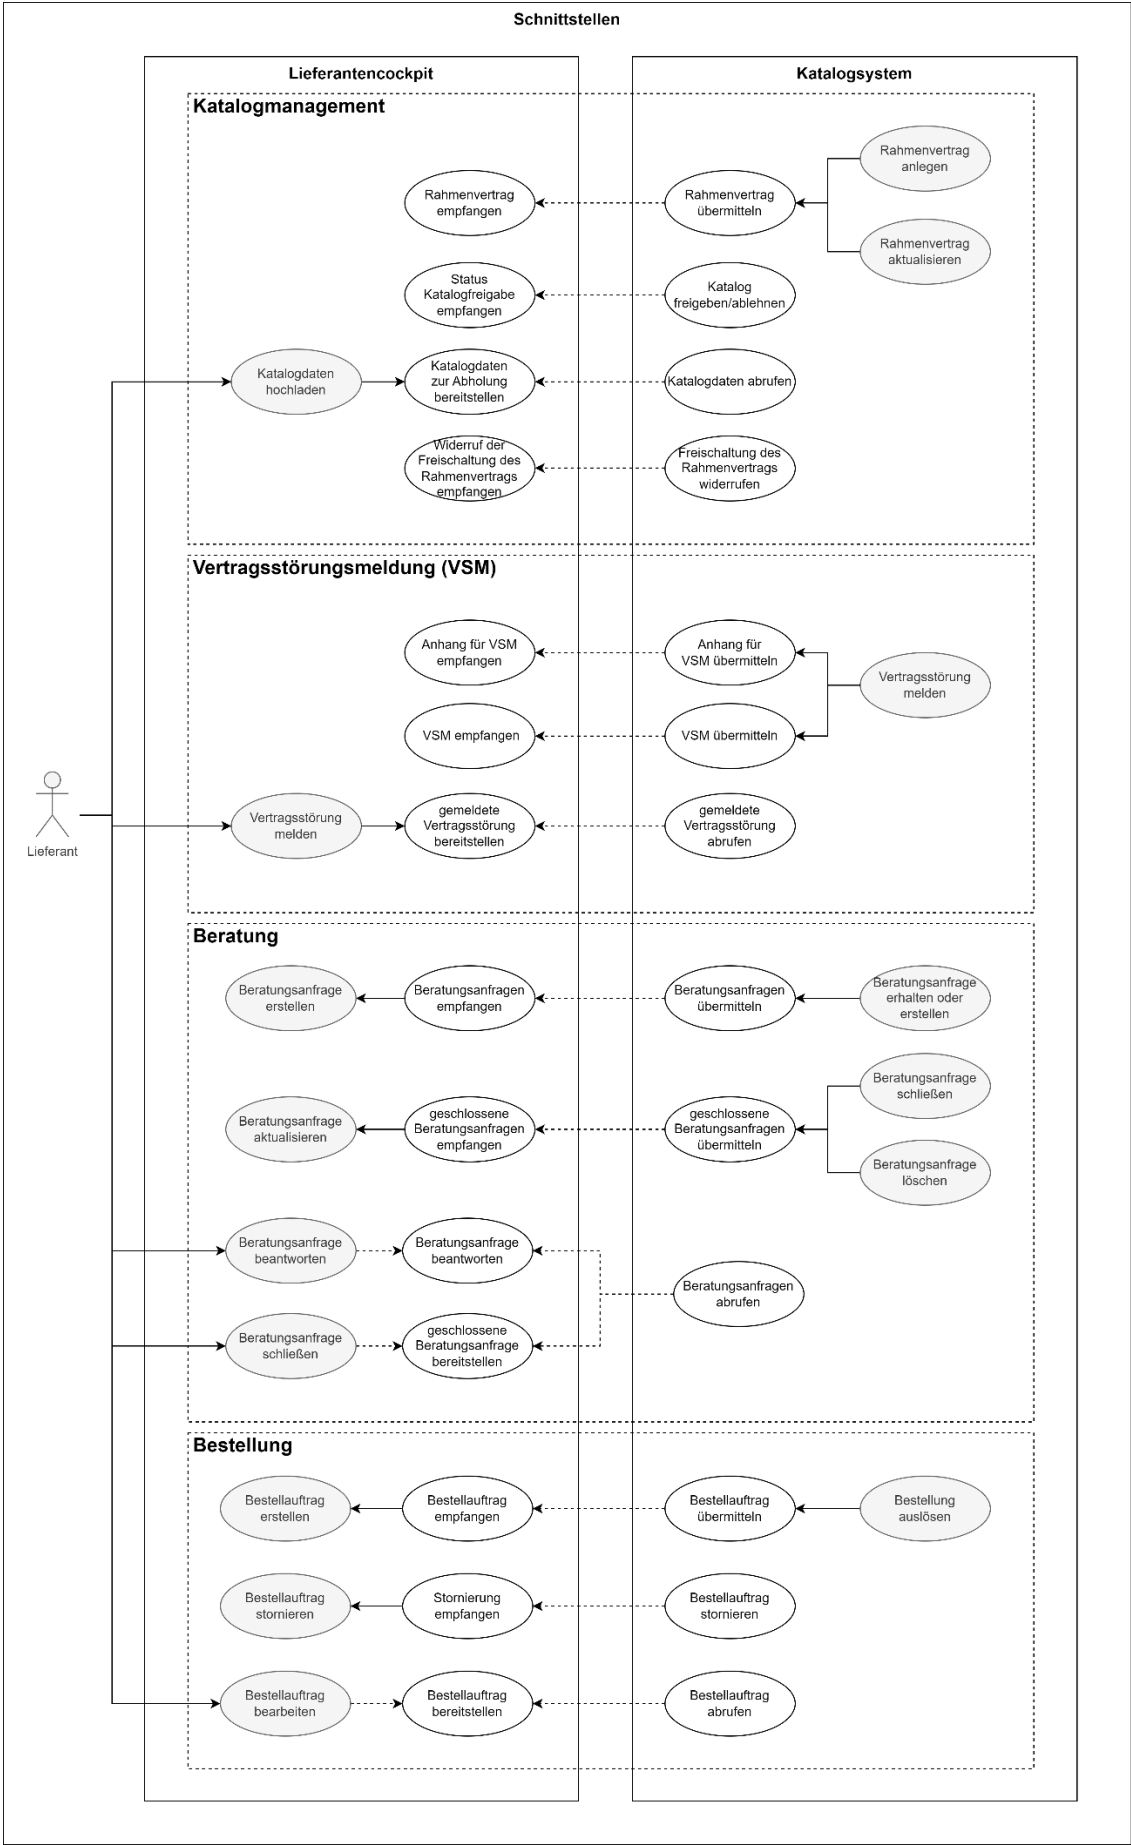 Schnittstellen
Lieferantencockpit
Katalogsystem
Katalogmanagement
Rahmenvertrag
anlegen
Rahmenvertrag
empfangen
Rahmenvertrag
übermitteln
Rahmenvertrag
aktualisieren
Status
Katalogfreigabe
empfangen
Katalog
freigeben/ablehnen
Katalogdaten
hochladen
Katalogdaten
zur Abholung
bereitstellen
Katalogdaten abrufen
Widerruf der
Freischaltung des
Rahmenvertrags
empfangen
Freischaltung des
Rahmenvertrags
widerrufen
Vertragsstörungsmeldung (VSM)
Anhang für VSM
empfangen
Anhang für
VSM übermitteln
Vertragsstörung
melden
VSM empfangen
VSM übermitteln
Lieferant
Vertragsstörung
melden
gemeldete
Vertragsstörung
bereitstellen
gemeldete
Vertragsstörung
abrufen
Beratung
Beratungsanfrage
erstellen
Beratungsanfragen
empfangen
Beratungsanfragen
übermitteln
Beratungsanfrage
erhalten oder
erstellen
Beratungsanfrage
schließen
Beratungsanfrage
aktualisieren
geschlossene
Beratungsanfragen
empfangen
geschlossene
Beratungsanfragen
übermitteln
Beratungsanfrage
löschen
Beratungsanfrage
beantworten
Beratungsanfrage
beantworten
Beratungsanfragen
abrufen
Beratungsanfrage
schließen
geschlossene
Beratungsanfrage
bereitstellen
Bestellung
Bestellauftrag
erstellen
Bestellauftrag
empfangen
Bestellauftrag
übermitteln
Bestellung
auslösen
Bestellauftrag
stornieren
Stornierung
empfangen
Bestellauftrag
stornieren
Bestellauftrag
bearbeiten
Bestellauftrag
bereitstellen
Bestellauftrag
abrufen